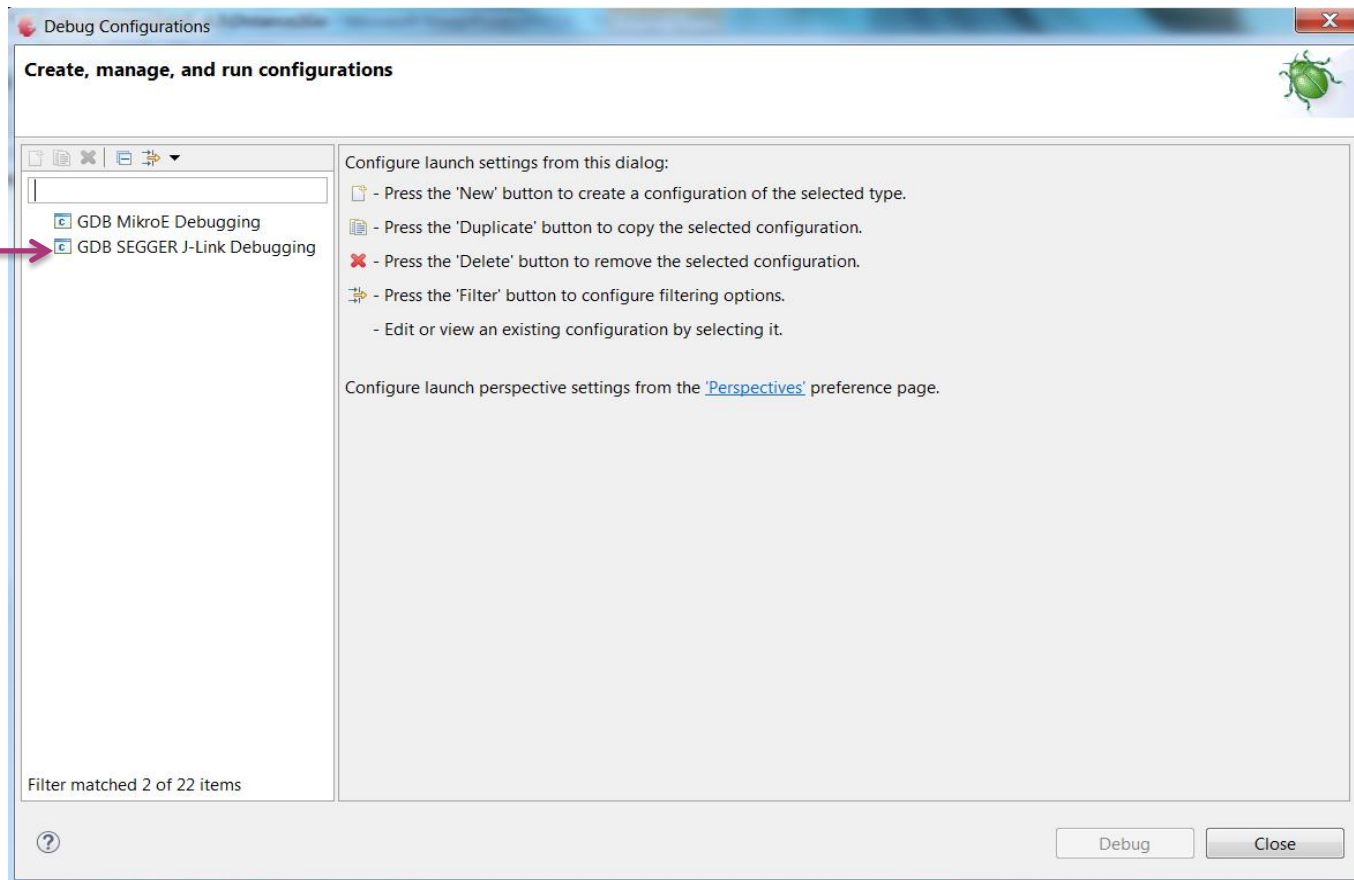 Debug Configurations
Create, manage, and run configurations
Configure launch settings from this dialog:
- Press the 'New' button to create a configuration of the selected type.
- Press the 'Duplicate' button to copy the selected configuration.
- Press the 'Delete' button to remove the selected configuration.
- Press the 'Filter' button to configure filtering options.
- Edit or view an existing configuration by selecting it.
Configure launch perspective settings from the 'Perspectives' preference page.
GDB MikroE Debugging
GDB SEGGER J-Link Debugging
Filter matched 2 of 22 items
Debug
Close